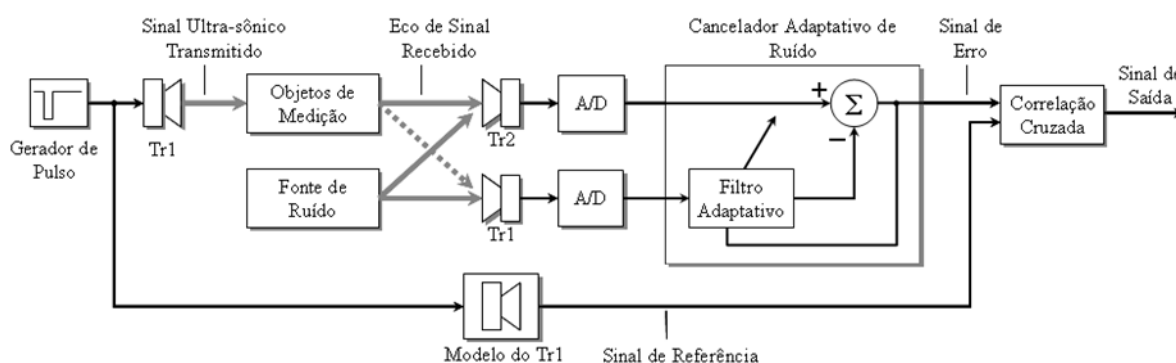 Sinal Ultra-sônico
Transmitido
Eco de Sinal
Recebido
Cancelador Adaptativo de
Ruído
Sinal de
Erro
Sinal de
Saída
Gerador de
Pulso
Tr1
Objetos de
Medição
Tr2
A/D
+
Σ
−
Correlação
Cruzada
Fonte de
Ruído
Tr1
A/D
Filtro
Adaptativo
Modelo do Tr1
Sinal de Referência